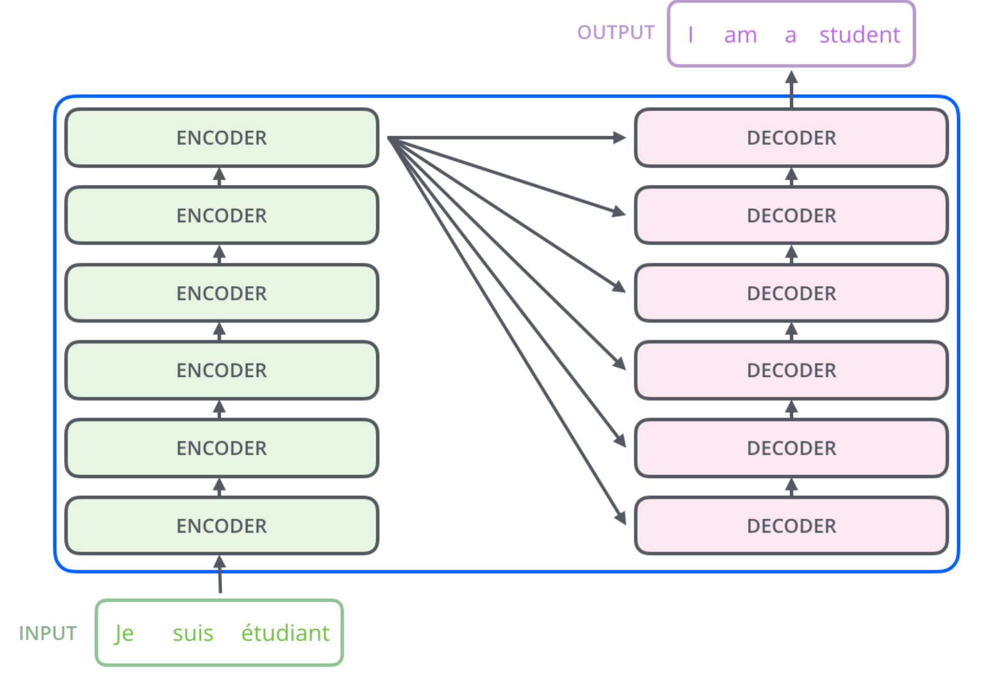 OUTPUT
I am a student
ENCODER
DECODER
ENCODER
DECODER
ENCODER
DECODER
ENCODER
DECODER
ENCODER
DECODER
ENCODER
DECODER
INPUT
Je suis étudiant